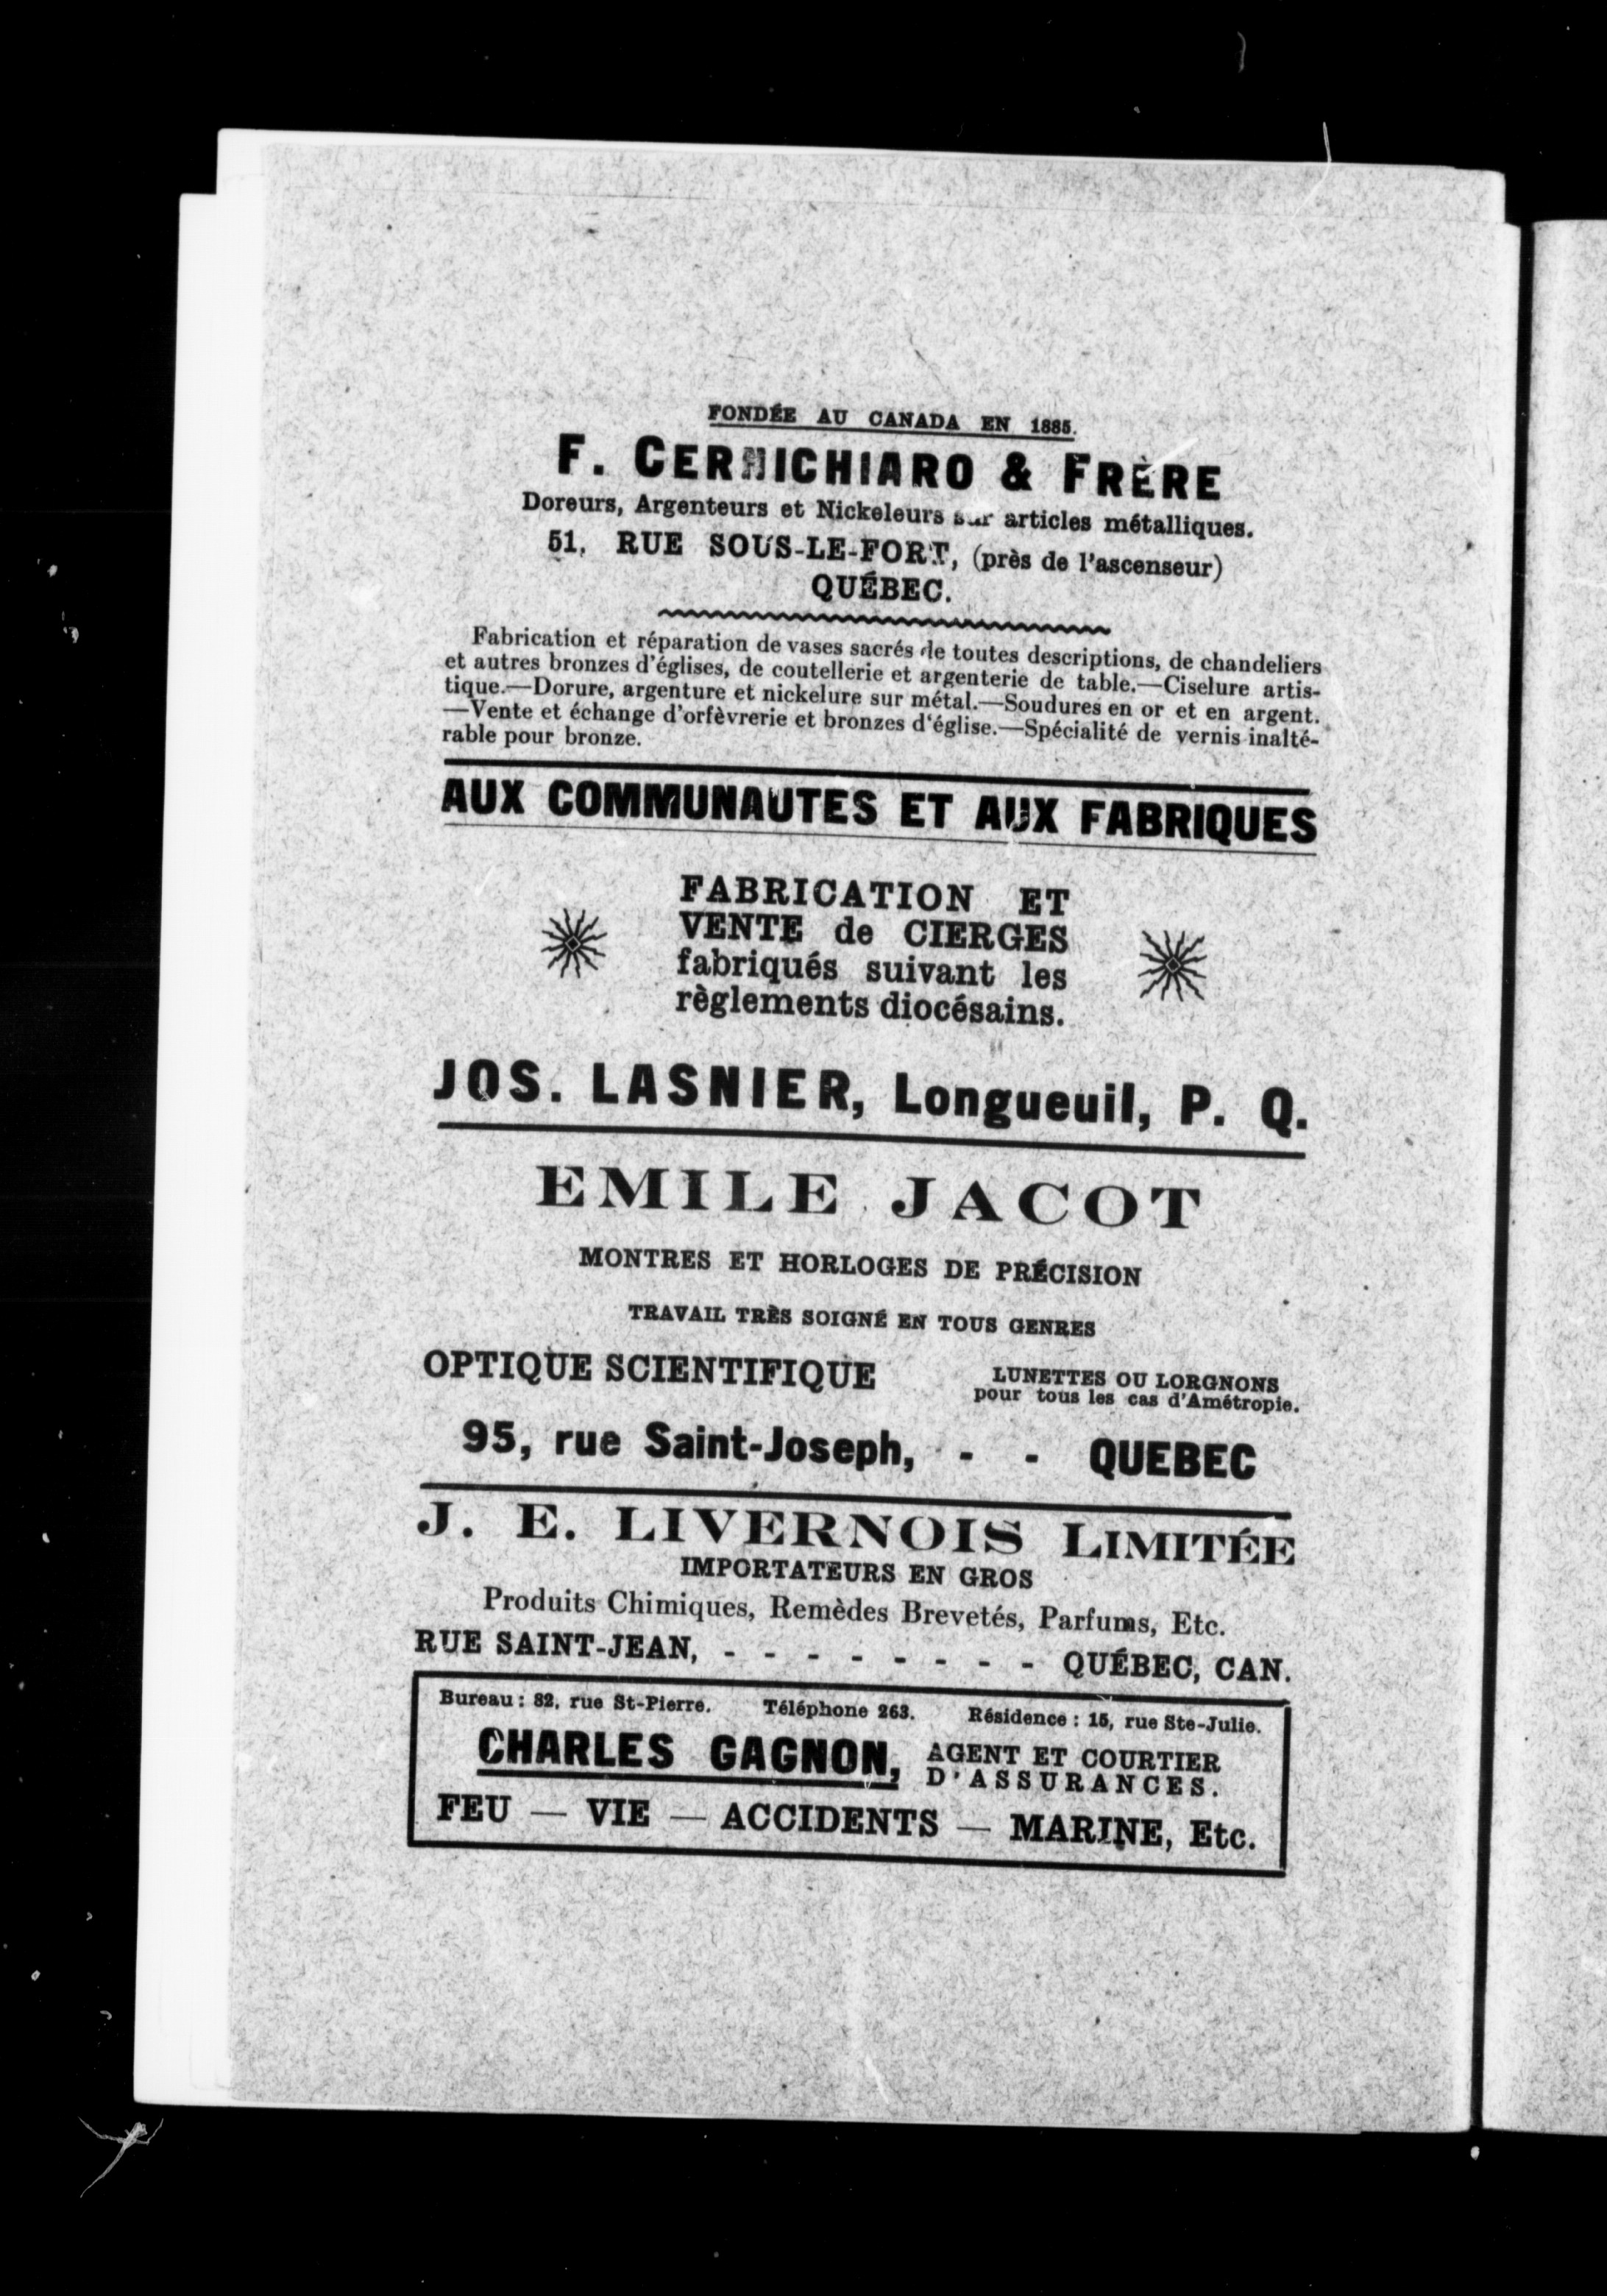 FONDÉE AU CANADA EN 1885.
F. CERNICHIARO & FRÈRE
Doreurs, Argenteurs et Nickeleurs sur articles métalliques.
51, RUE SOUS-LE-FORT, (près de l'ascenseur)
QUÉBEC.
Fabrication et réparation de vases sacrés de toutes descriptions, de chandeliers
et autres bronzes d'églises, de coutellerie et argenterie de table.—Ciselure artis-
tique.—Dorure, argenture et nickelure sur métal.—Soudures en or et en argent.
—Vente et échange d'orfèvrerie et bronzes d'église.—Spécialité de vernis inalté-
rable pour bronze.
AUX COMMUNAUTES ET AUX FABRIQUES
FABRICATION ET
VENTE de CIERGES
fabriqués suivant les
règlements diocésains.
JOS. LASNIER, Longueuil, P. Q.
EMILE JACOT
MONTRES ET HORLOGES DE PRÉCISION
TRAVAIL TRÈS SOIGNÉ EN TOUS GENRES
OPTIQUE SCIENTIFIQUE
LUNETTES OU LORGNONS
pour tous les cas d'Amétropie.
95, rue Saint-Joseph, - - QUEBEC
J. E. LIVERNOIS LIMITÉE
IMPORTATEURS EN GROS
Produits Chimiques, Remèdes Brevetés, Parfums, Etc.
RUE SAINT-JEAN, - - - - - - - - QUÉBEC, CAN.
Bureau : 82, rue St-Pierre. Téléphone 263. Résidence : 15, rue Ste-Julie.
CHARLES GAGNON, AGENT ET COURTIER
D'ASSURANCES.
FEU — VIE — ACCIDENTS — MARINE, Etc.